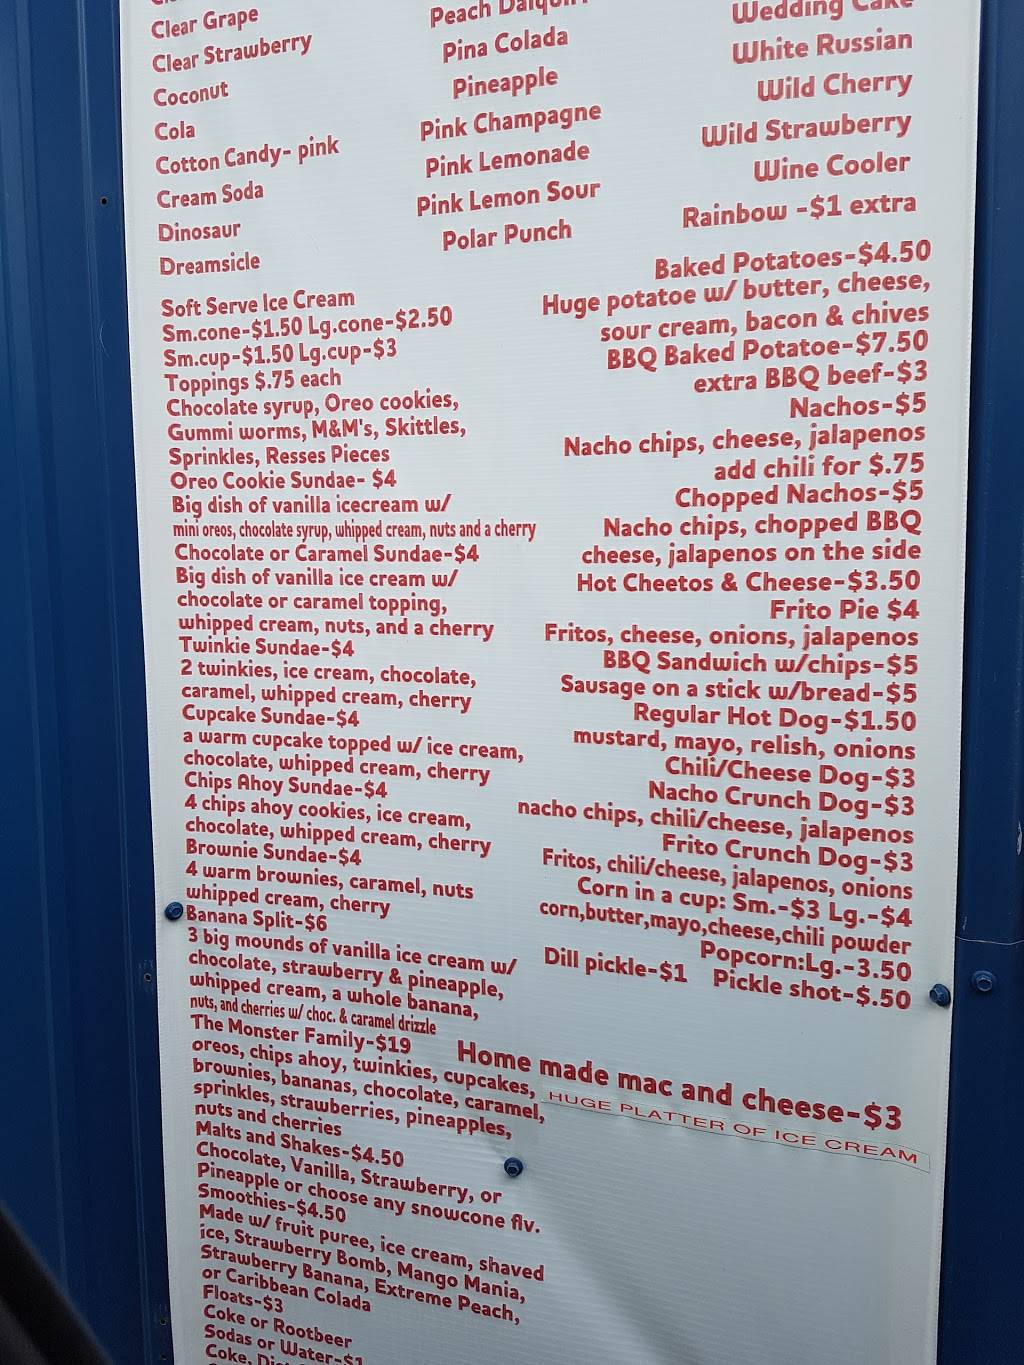 Clear Grape
Clear Strawberry
Coconut
Cola
Cotton Candy- pink
Cream Soda
Dinosaur
Dreamsicle
Peach
Pina Colada
Pineapple
Pink Champagne
Pink Lemonade
Pink Lemon Sour
Polar Punch
Wedding Cake
White Russian
Wild Cherry
Wild Strawberry
Wine Cooler
Rainbow -$1 extra
Soft Serve Ice Cream
Sm.cone-$1.50 Lg.cone-$2.50
Sm.cup-$1.50 Lg.cup-$3
Toppings $.75 each
Chocolate syrup, Oreo cookies,
Gummi worms, M&M's, Skittles,
Sprinkles, Resses Pieces
Oreo Cookie Sundae- $4
Big dish of vanilla icecream w/
mini oreos, chocolate syrup, whipped cream, nuts and a cherry
Chocolate or Caramel Sundae-$4
Big dish of vanilla ice cream w/
chocolate or caramel topping,
whipped cream, nuts, and a cherry
Twinkie Sundae-$4
2 twinkies, ice cream, chocolate,
caramel, whipped cream, cherry
Cupcake Sundae-$4
a warm cupcake topped w/ ice cream,
chocolate, whipped cream, cherry
Chips Ahoy Sundae-$4
4 chips ahoy cookies, ice cream,
chocolate, whipped cream, cherry
Brownie Sundae-$4
4 warm brownies, caramel, nuts
whipped cream, cherry
Banana Split-$6
3 big mounds of vanilla ice cream w/
chocolate, strawberry & pineapple,
whipped cream, a whole banana,
nuts, and cherries w/ choc. & caramel drizzle
The Monster Family-$19
oreos, chips ahoy, twinkies, cupcakes,
brownies, bananas, chocolate, caramel,
sprinkles, strawberries, pineapples,
nuts and cherries
Malts and Shakes-$4.50
Chocolate, Vanilla, Strawberry, or
Pineapple or choose any snowcone flv.
Smoothies-$4.50
Made w/ fruit puree, ice cream, shaved
ice, Strawberry Bomb, Mango Mania,
Strawberry Banana, Extreme Peach,
or Caribbean Colada
Floats-$3
Coke or Rootbeer
Sodas or Water-$1
Coke,
Baked Potatoes-$4.50
Huge potatoe w/ butter, cheese,
sour cream, bacon & chives
BBQ Baked Potatoe-$7.50
extra BBQ beef-$3
Nachos-$5
Nacho chips, cheese, jalapenos
add chili for $.75
Chopped Nachos-$5
Nacho chips, chopped BBQ
cheese, jalapenos on the side
Hot Cheetos & Cheese-$3.50
Frito Pie $4
Fritos, cheese, onions, jalapenos
BBQ Sandwich w/chips-$5
Sausage on a stick w/bread-$5
Regular Hot Dog-$1.50
mustard, mayo, relish, onions
Chili/Cheese Dog-$3
Nacho Crunch Dog-$3
nacho chips, chili/cheese, jalapenos
Frito Crunch Dog-$3
Fritos, chili/cheese, jalapenos, onions
Corn in a cup: Sm.-$3 Lg.-$4
corn,butter,mayo,cheese,chili powder
Popcorn:Lg.-3.50
Dill pickle-$1 Pickle shot-$.50
Home made mac and cheese-$3
HUGE PLATTER OF ICE CREAM